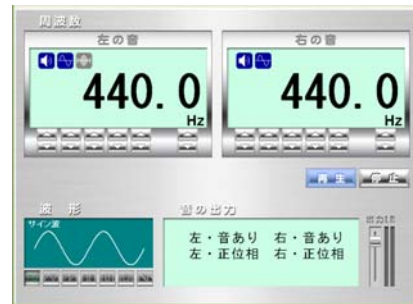 周波数
左の音
右の音
440.0
Hz
440.0
Hz
再生
停止
波形
音の出力
サイン波
左・音あり 右・音あり
左・正位相 右・正位相